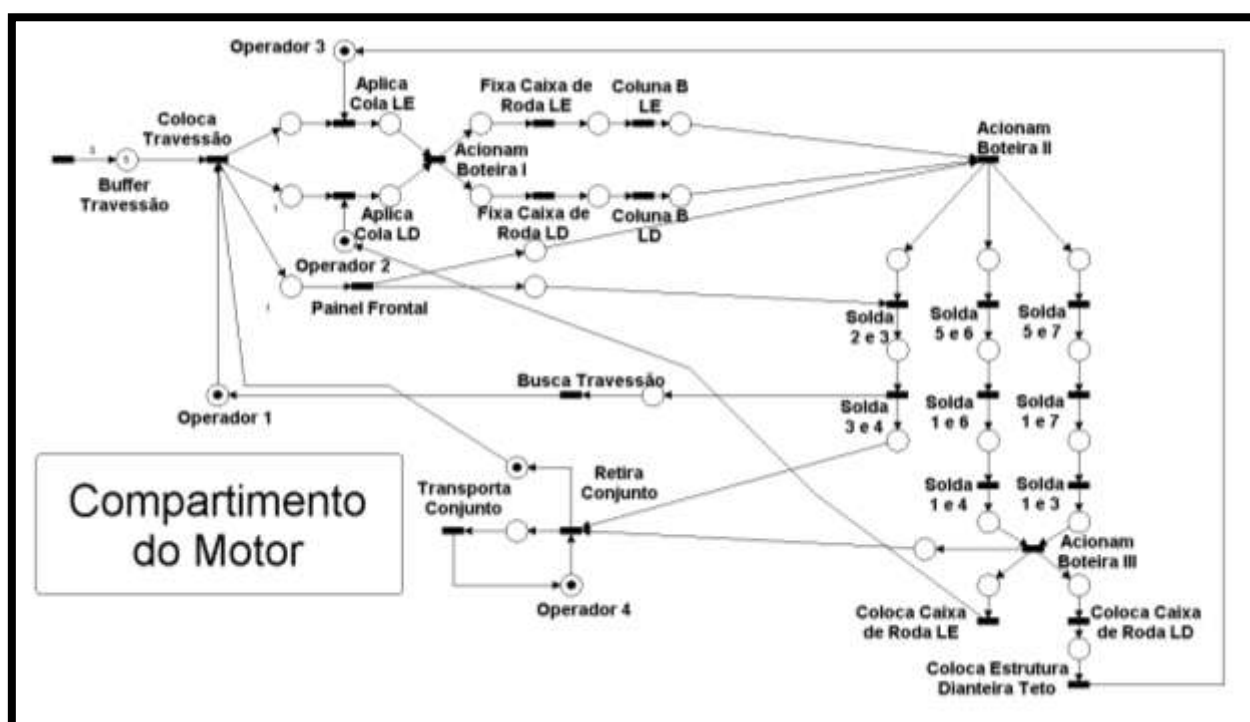 Operador 3
Aplica
Cola LE
Fixa Caixa de
Roda LE
Coluna B
LE
Coloca
Travessão
Acionam
Boteira I
Acionam
Boteira II
Buffer
Travessão
5
Aplica
Cola LD
Fixa Caixa de
Roda LD
Coluna B
LD
Operador 2
Painel Frontal
Solda
2 e 3
Solda
5 e 6
Solda
5 e 7
Busca Travessão
Operador 1
Solda
3 e 4
Solda
1 e 6
Solda
1 e 7
Compartimento
do Motor
Transporta
Conjunto
Retira
Conjunto
Solda
1 e 4
Solda
1 e 3
Acionam
Boteira III
Operador 4
Coloca Caixa
de Roda LE
Coloca Caixa
de Roda LD
Coloca Estrutura
Dianteira Teto